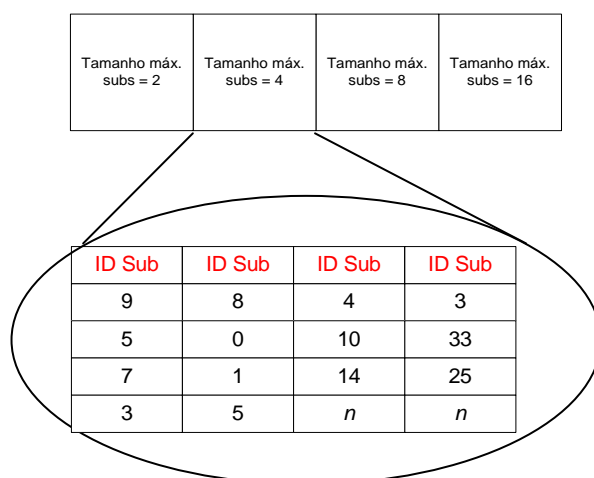 Tamanho máx.
subs = 2
Tamanho máx.
subs = 4
Tamanho máx.
subs = 8
Tamanho máx.
subs = 16
ID Sub ID Sub ID Sub ID Sub
9 8 4 3
5 0 10 33
7 1 14 25
3 5 n n